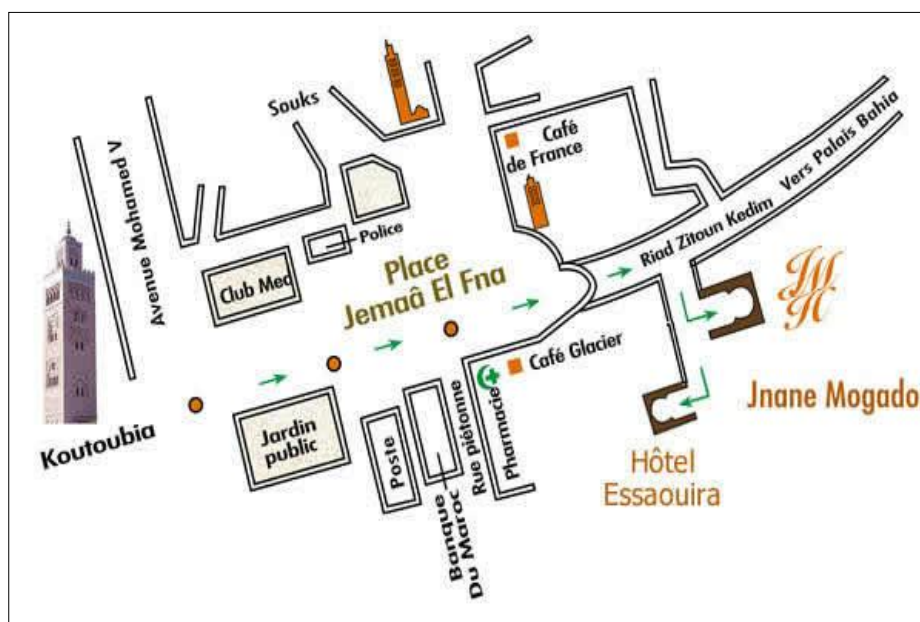 Souks
Avenue Mohamed V
Café
de France
Police
Club Med
Place
Jemaâ El Fna
Riad Zitoun Kedim
Vers Palais Bahia
JMH
Café Glacier
Koutoubia
Jardin
public
Poste
Banque
Du Maroc
Rue piétonne
Pharmacie
Jnane Mogado
Hôtel
Essaouira